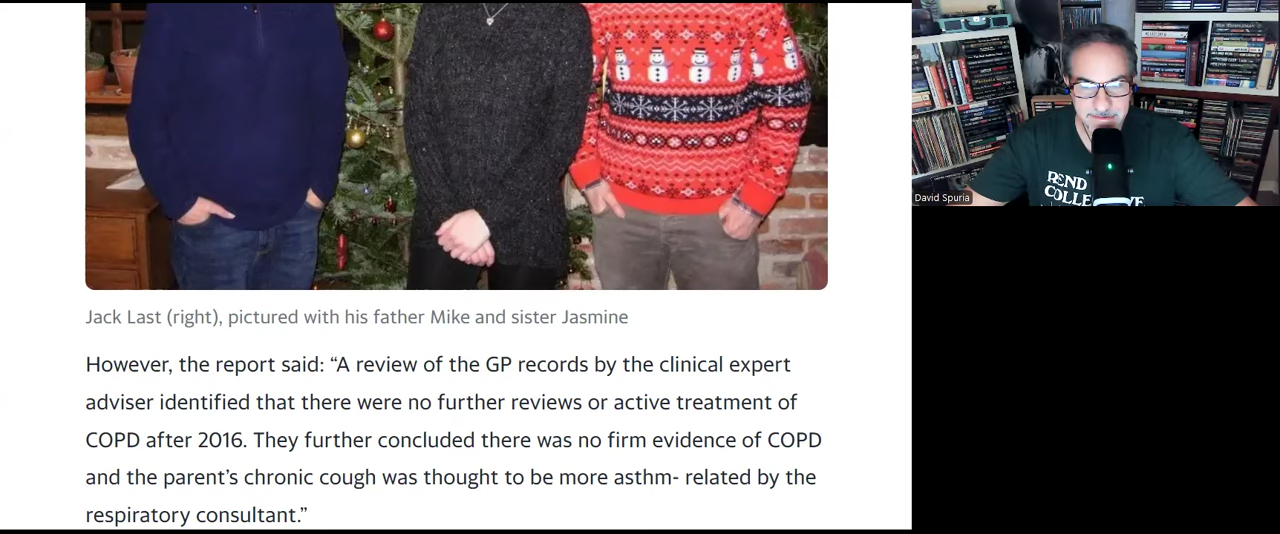 Jack Last (right), pictured with his father Mike and sister Jasmine
However, the report said: “A review of the GP records by the clinical expert
adviser identified that there were no further reviews or active treatment of
COPD after 2016. They further concluded there was no firm evidence of COPD
and the parent’s chronic cough was thought to be more asthm- related by the
respiratory consultant.”
David Spuria
COLLE